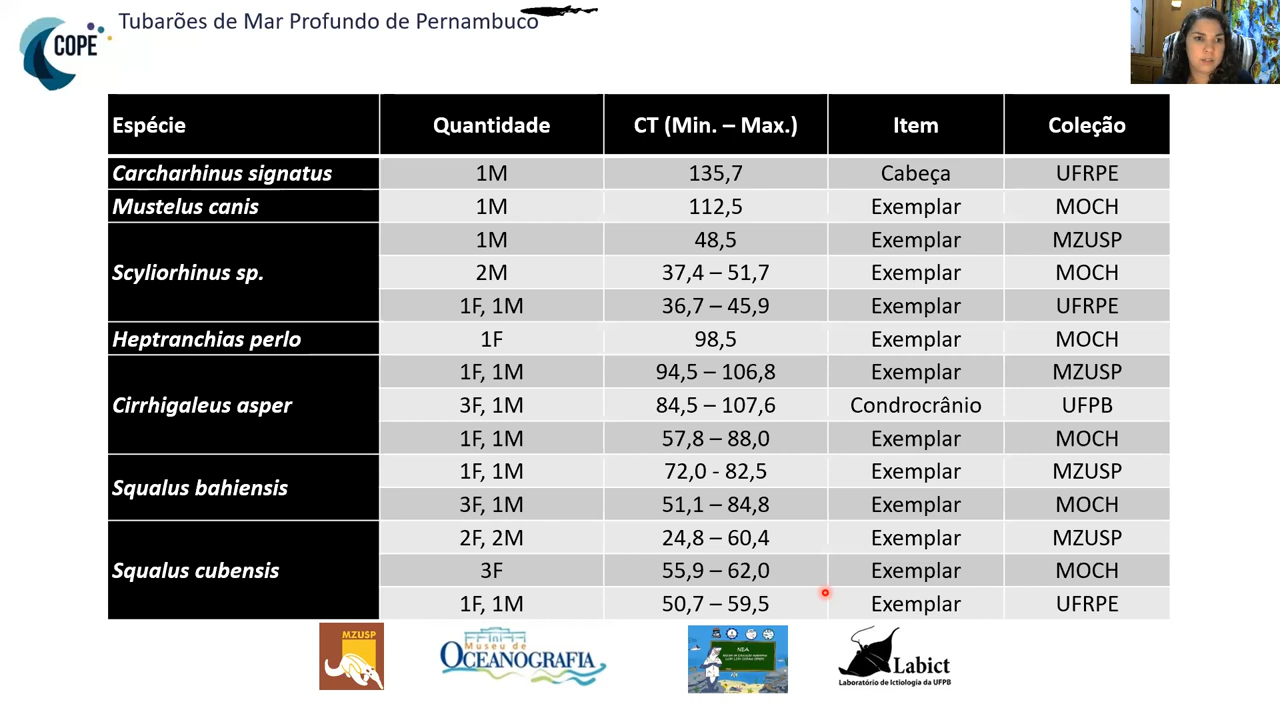 Tubarões de Mar Profundo de Pernambuco
COPE
Espécie Quantidade CT (Min. – Max.) Item Coleção
Carcharhinus signatus 1M 135,7 Cabeça UFRPE
Mustelus canis 1M 112,5 Exemplar MOCH
1M 48,5 Exemplar MZUSP
Scyliorhinus sp. 2M 37,4 – 51,7 Exemplar MOCH
1F, 1M 36,7 – 45,9 Exemplar UFRPE
Heptranchias perlo 1F 98,5 Exemplar MOCH
1F, 1M 94,5 – 106,8 Exemplar MZUSP
Cirrhigaleus asper 3F, 1M 84,5 – 107,6 Condrocrânio UFPB
1F, 1M 57,8 – 88,0 Exemplar MOCH
Squalus bahiensis 1F, 1M 72,0 - 82,5 Exemplar MZUSP
3F, 1M 51,1 – 84,8 Exemplar MOCH
2F, 2M 24,8 – 60,4 Exemplar MZUSP
Squalus cubensis 3F 55,9 – 62,0 Exemplar MOCH
1F, 1M 50,7 – 59,5 Exemplar UFRPE
MZUSP
Museu de
OCEANOGRAFIA
NEA
Labict
Laboratório de Ictiologia da UFPB